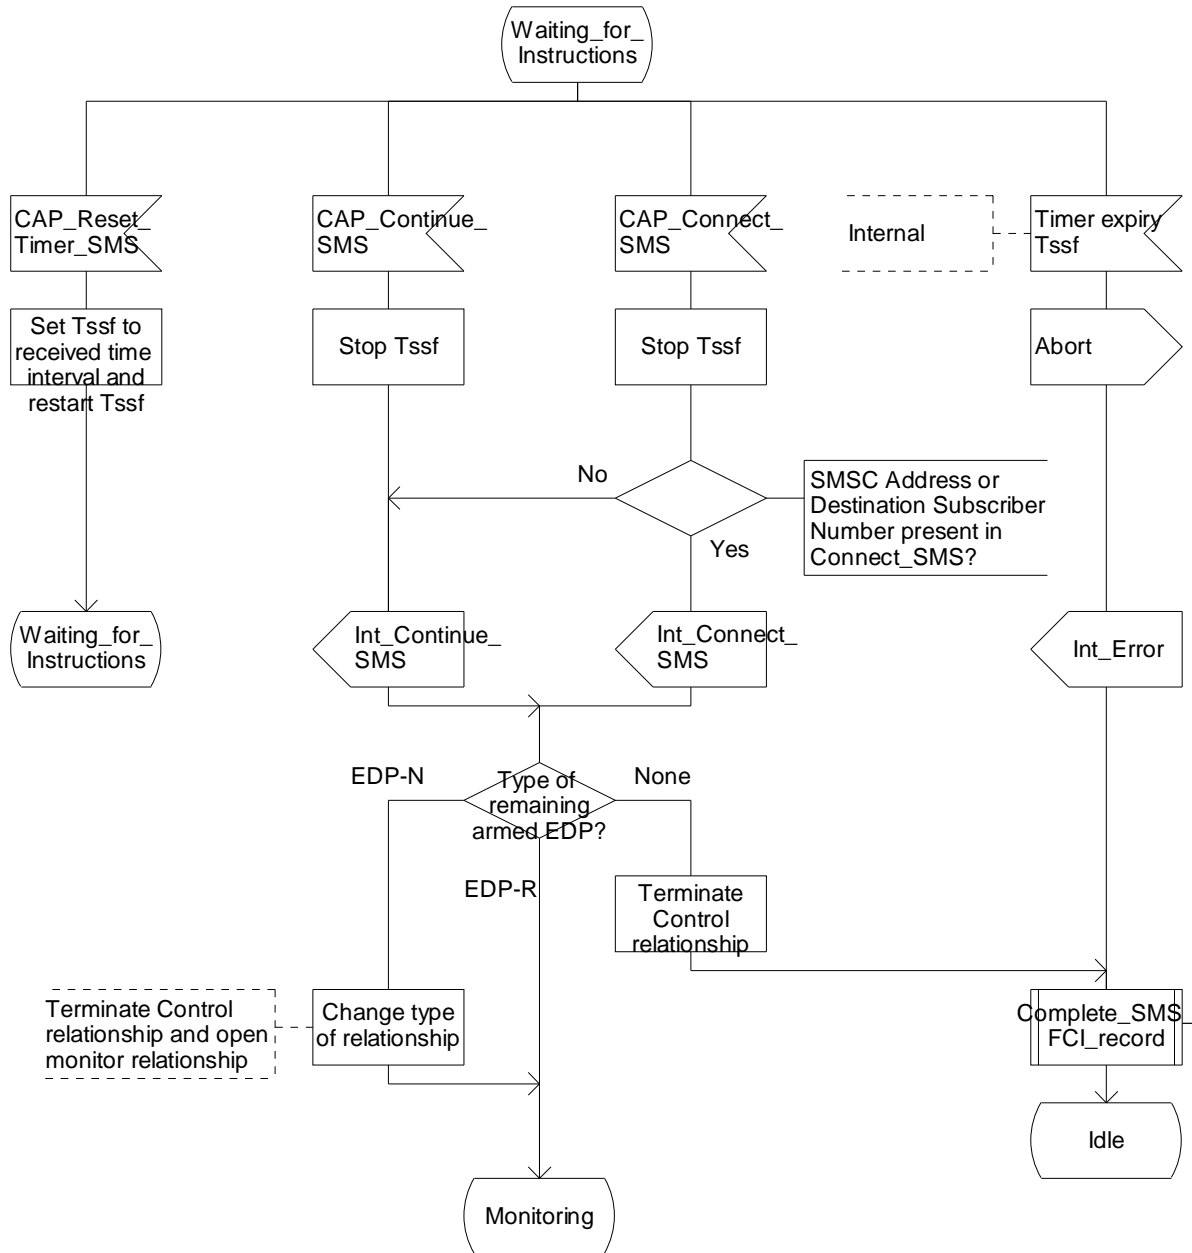 Waiting_for_
Instructions
CAP_Reset_
Timer_SMS
CAP_Continue_
SMS
CAP_Connect_
SMS
Internal
Timer expiry
Tssf
Set Tssf to
received time
interval and
restart Tssf
Stop Tssf
Stop Tssf
Abort
No
Yes
SMSC Address or
Destination Subscriber
Number present in
Connect_SMS?
Waiting_for_
Instructions
Int_Continue_
SMS
Int_Connect_
SMS
Int_Error
EDP-N
Type of
remaining
armed EDP?
None
EDP-R
Terminate
Control
relationship
Terminate Control
relationship and open
monitor relationship
Change type
of relationship
Complete_SMS_
FCI_record
Idle
Monitoring